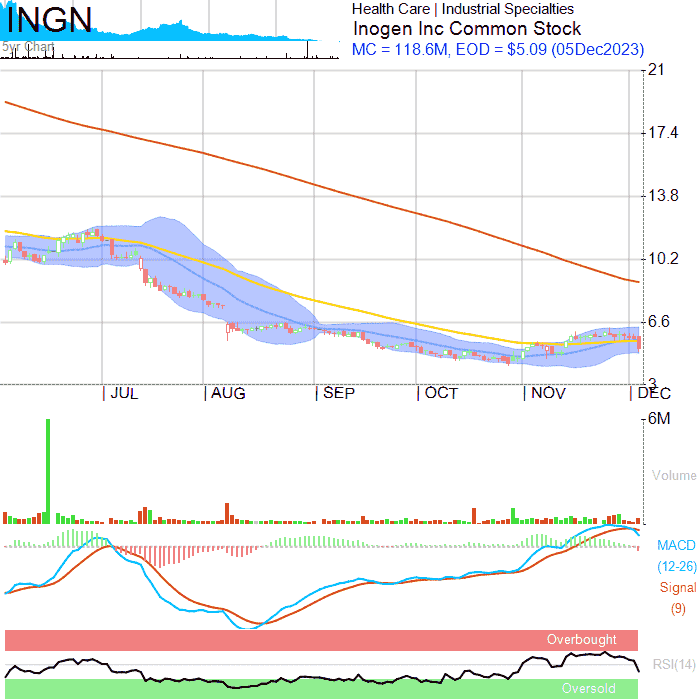 INGN
5yr Chart
Health Care | Industrial Specialties
Inogen Inc Common Stock
MC = 118.6M, EOD = $5.09 (05Dec2023)
21
17.4
13.8
10.2
6.6
3
JUL AUG SEP OCT NOV DEC
6M
Volume
MACD
(12-26)
Signal
(9)
Overbought
RSI(14)
Oversold